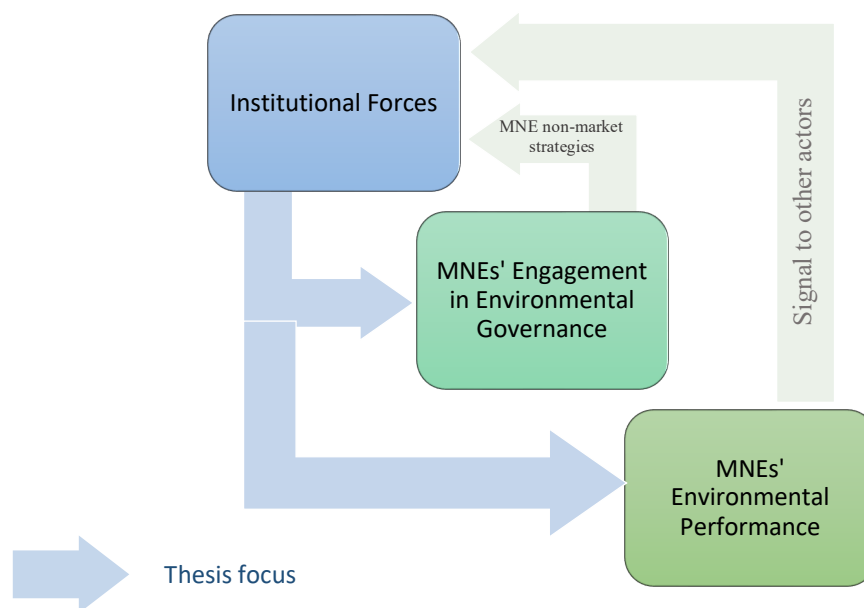 Institutional Forces
MNE non-market
strategies
Signal to other actors
MNEs' Engagement
in Environmental
Governance
MNEs'
Environmental
Performance
Thesis focus